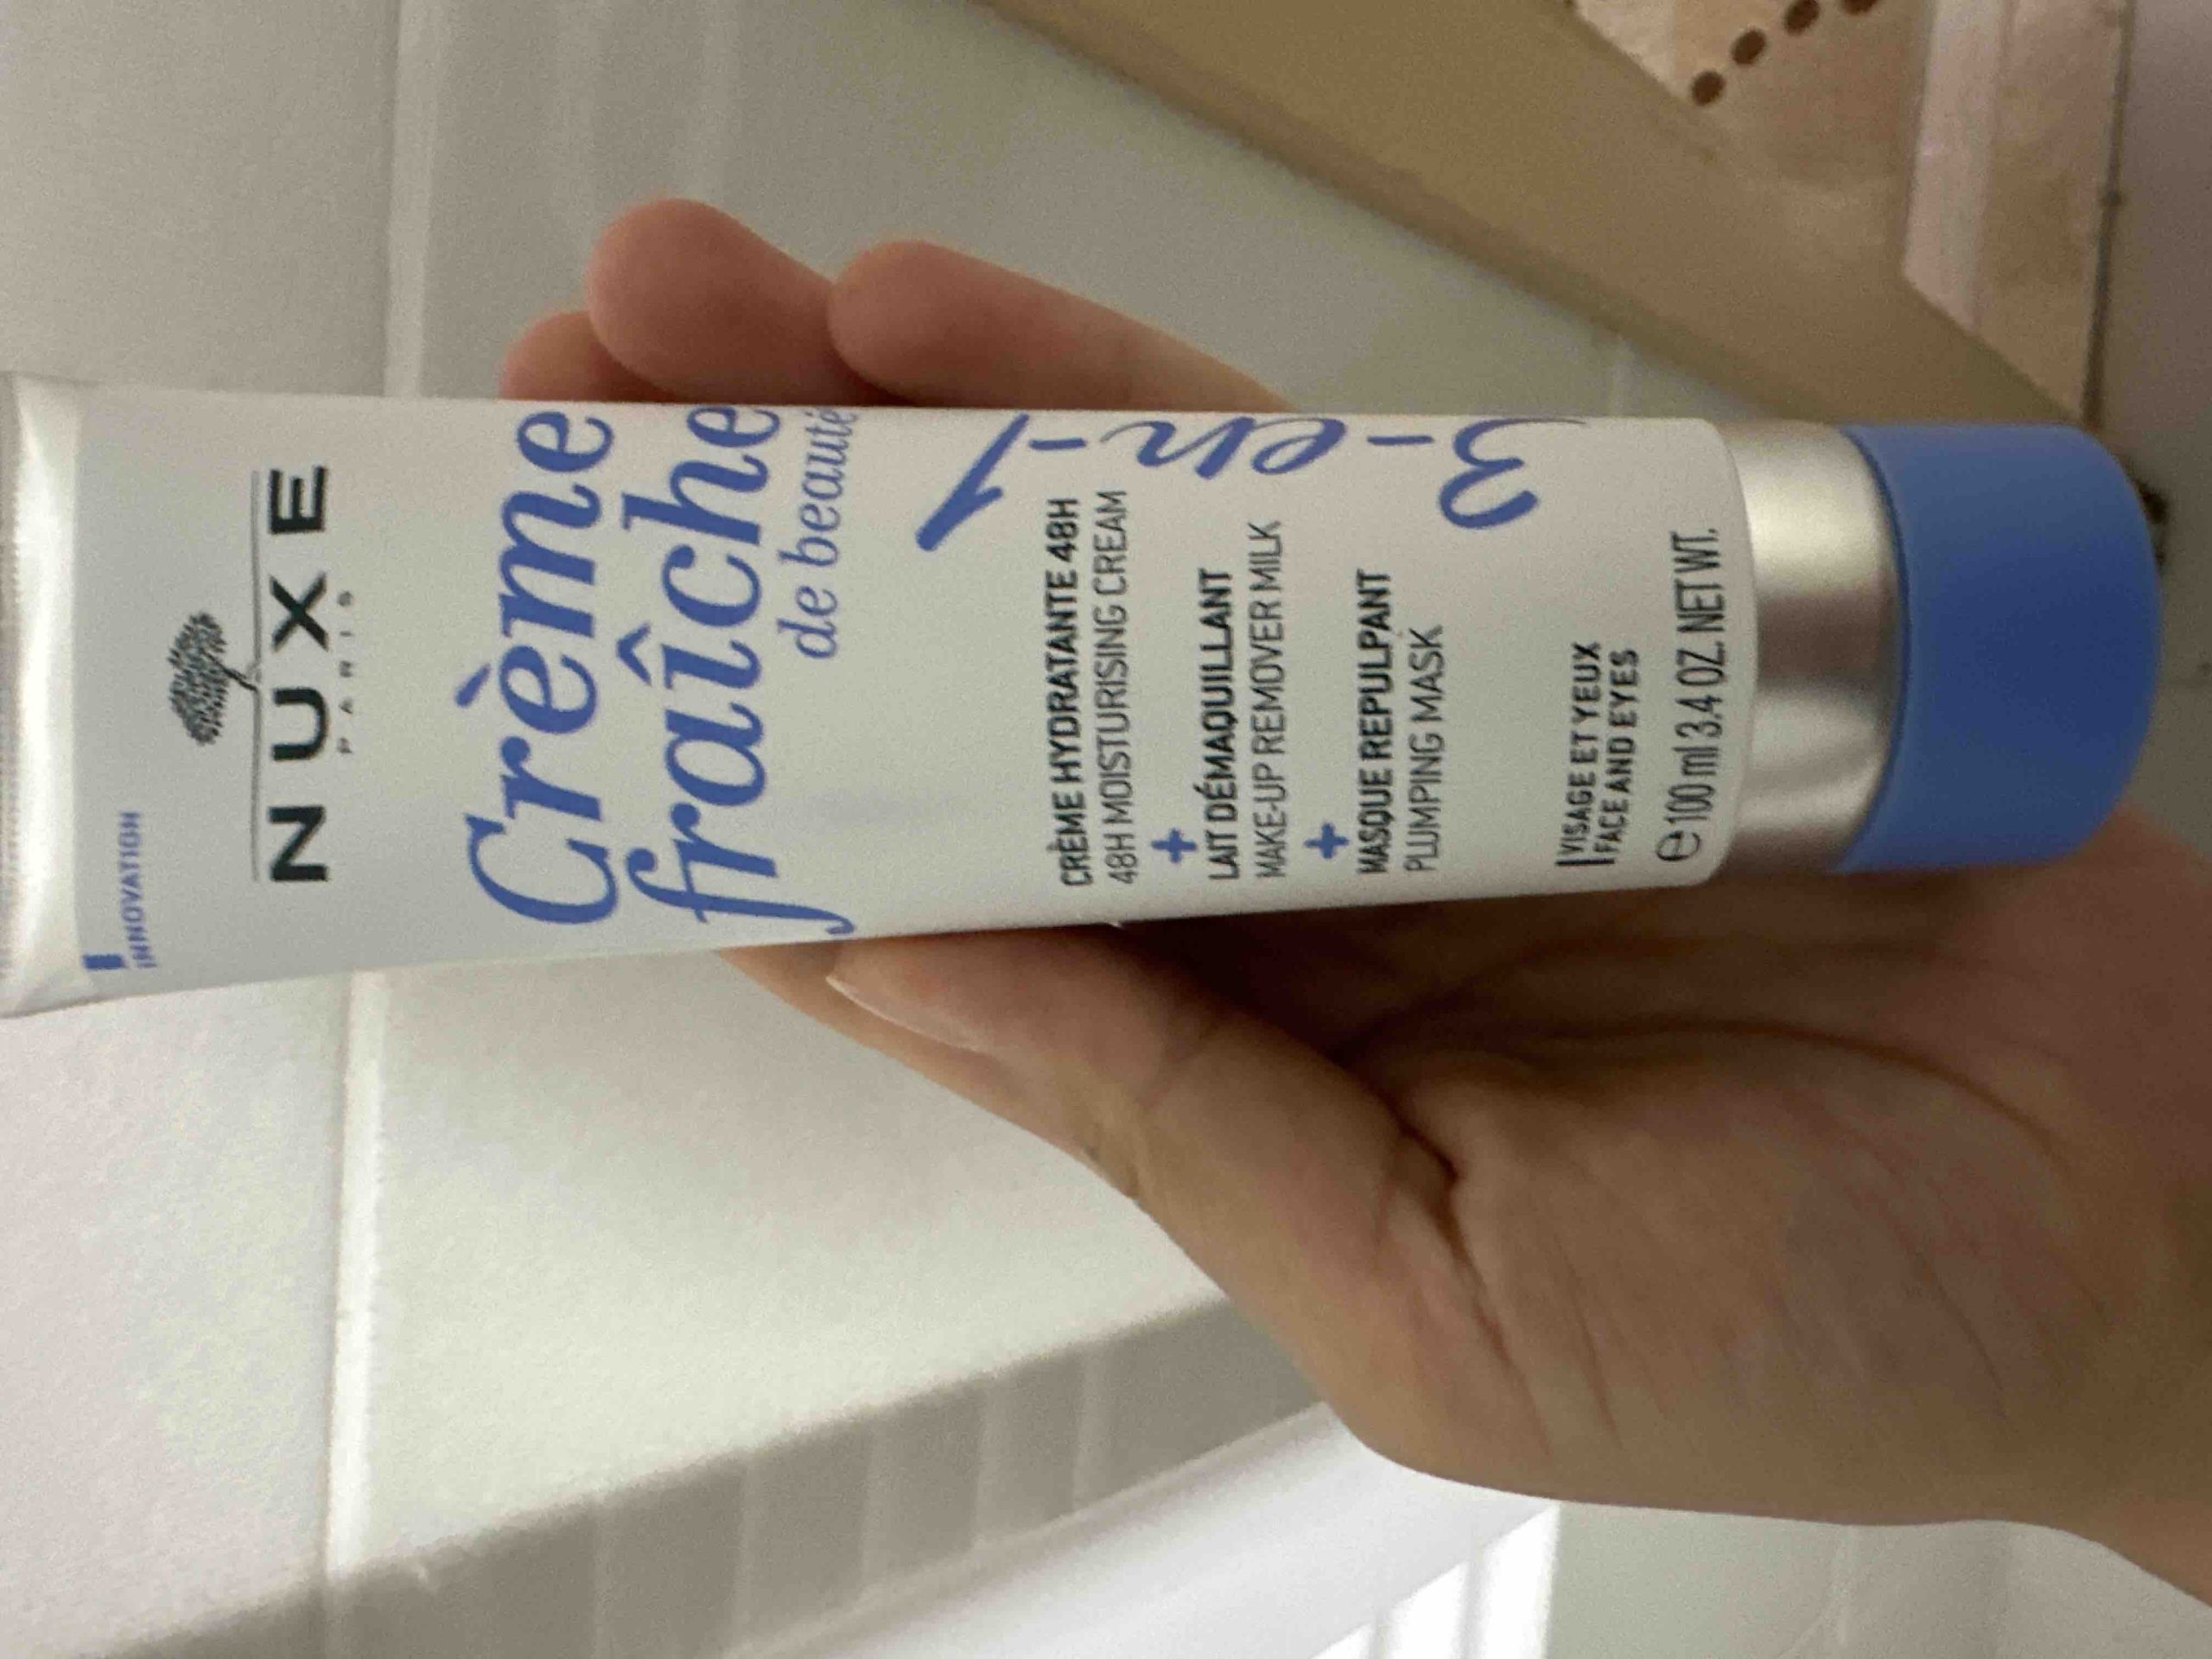 INNOVATION
NUXE
PARIS
Crème
fraîche
de beauté
3-en-1
CRÈME HYDRATANTE 48H
48H MOISTURISING CREAM
+
LAIT DÉMAQUILLANT
MAKE-UP REMOVER MILK
+
MASQUE REPULPANT
PLUMPING MASK
VISAGE ET YEUX
FACE AND EYES
℮ 100 ml 3.4 OZ. NET WT.